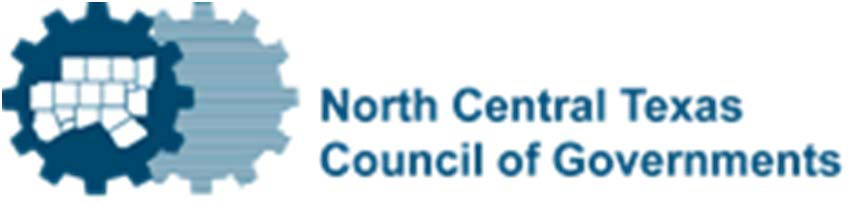 North Central Texas
Council of Governments